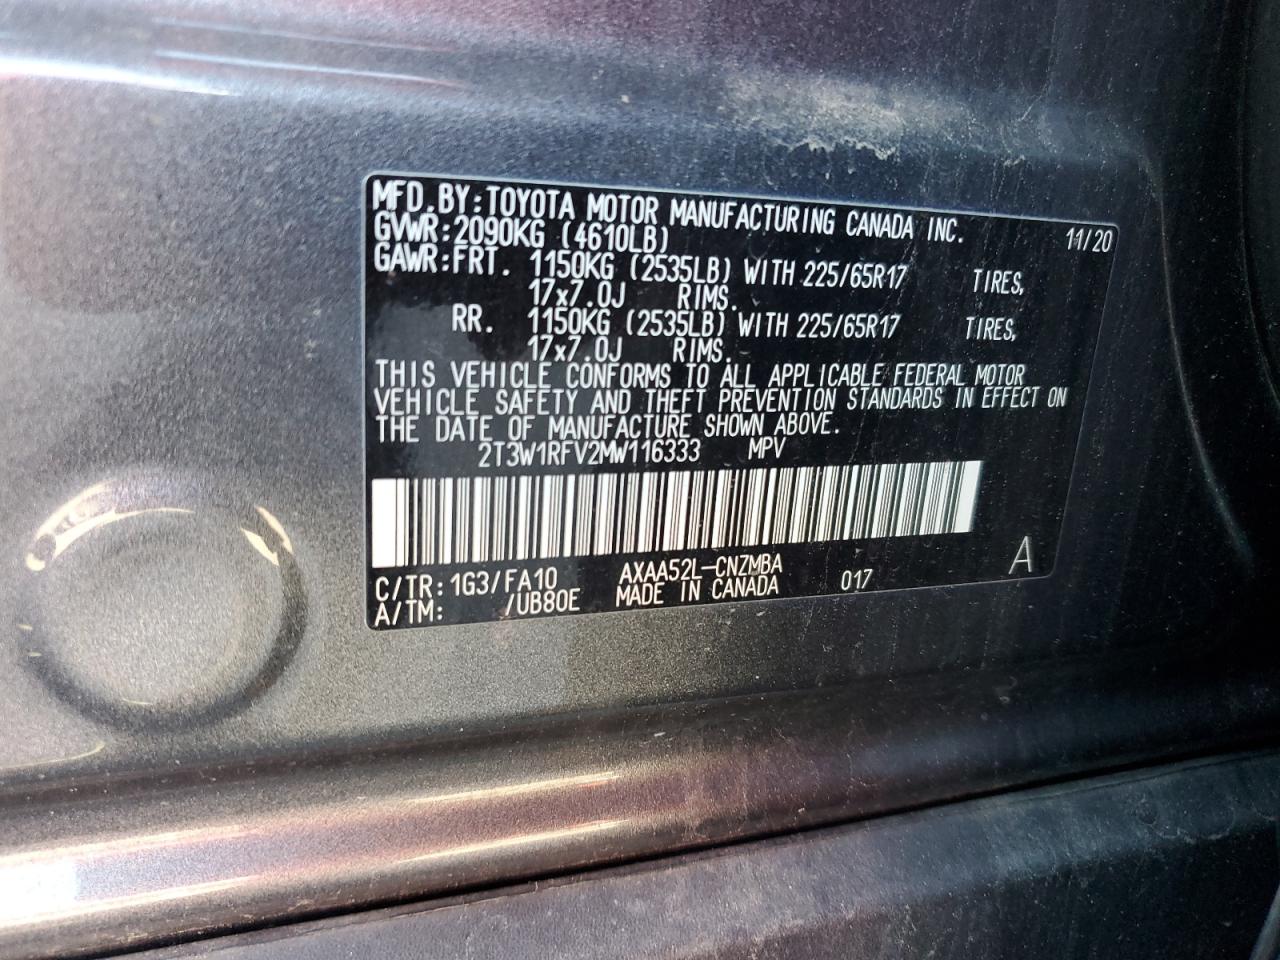 MFD.BY:TOYOTA MOTOR MANUFACTURING CANADA INC. 11/20
GVWR:2090KG (4610LB)
GAWR:FRT. 1150KG (2535LB) WITH 225/65R17 TIRES,
17x7.0J RIMS.
RR. 1150KG (2535LB) WITH 225/65R17 TIRES,
17x7.0J RIMS.
THIS VEHICLE CONFORMS TO ALL APPLICABLE FEDERAL MOTOR
VEHICLE SAFETY AND THEFT PREVENTION STANDARDS IN EFFECT ON
THE DATE OF MANUFACTURE SHOWN ABOVE.
2T3W1RFV2MW116333 MPV
C/TR:1G3/FA10 AXAA52L-CNZMBA 017 A
A/TM: /UB80E MADE IN CANADA